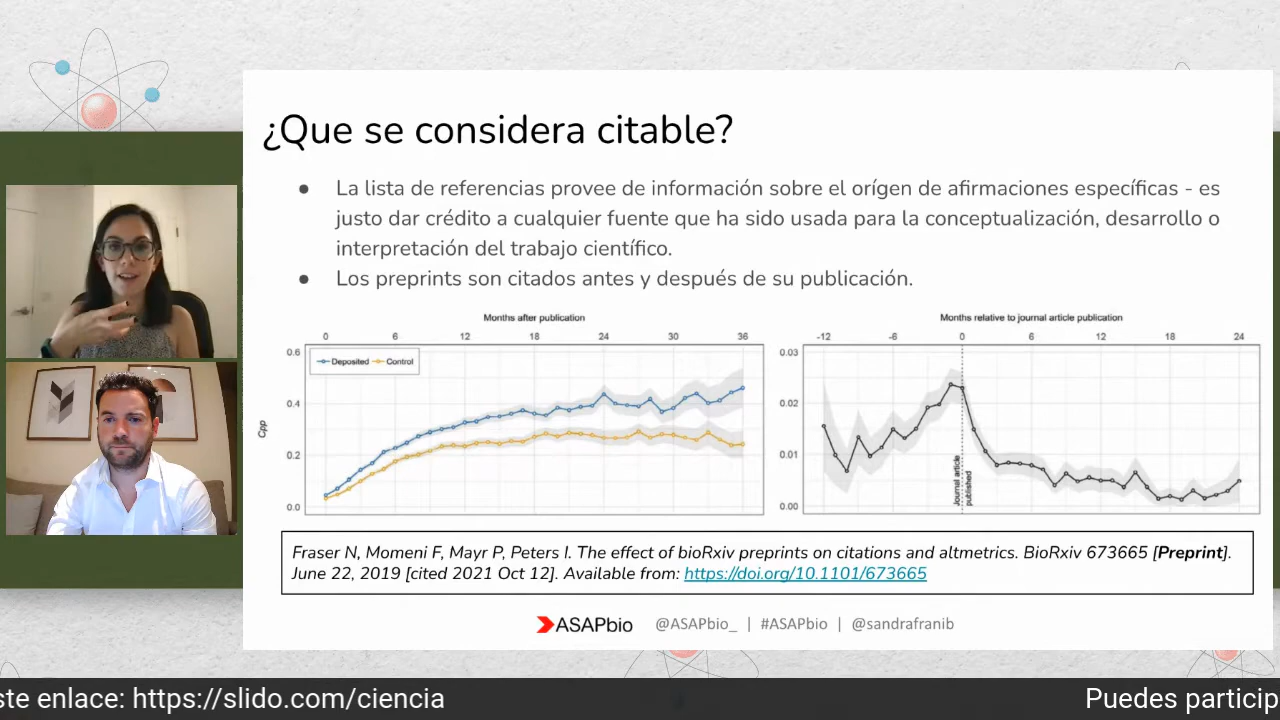 ¿Que se considera citable?
● La lista de referencias provee de información sobre el orígen de afirmaciones específicas - es
justo dar crédito a cualquier fuente que ha sido usada para la conceptualización, desarrollo o
interpretación del trabajo científico.
● Los preprints son citados antes y después de su publicación.
Months after publication
0 6 12 18 24 30 36
0.6
Deposited Control
0.4
Cpp
0.2
0.0
Months relative to journal article publication
-12 -6 0 6 12 18 24
0.03
0.02
0.01
0.00
Journal article
published
Fraser N, Momeni F, Mayr P, Peters I. The effect of bioRxiv preprints on citations and altmetrics. BioRxiv 673665 [Preprint].
June 22, 2019 [cited 2021 Oct 12]. Available from: https://doi.org/10.1101/673665
ASAPbio @ASAPbio_ | #ASAPbio | @sandrafranib
ste enlace: https://slido.com/ciencia Puedes particip